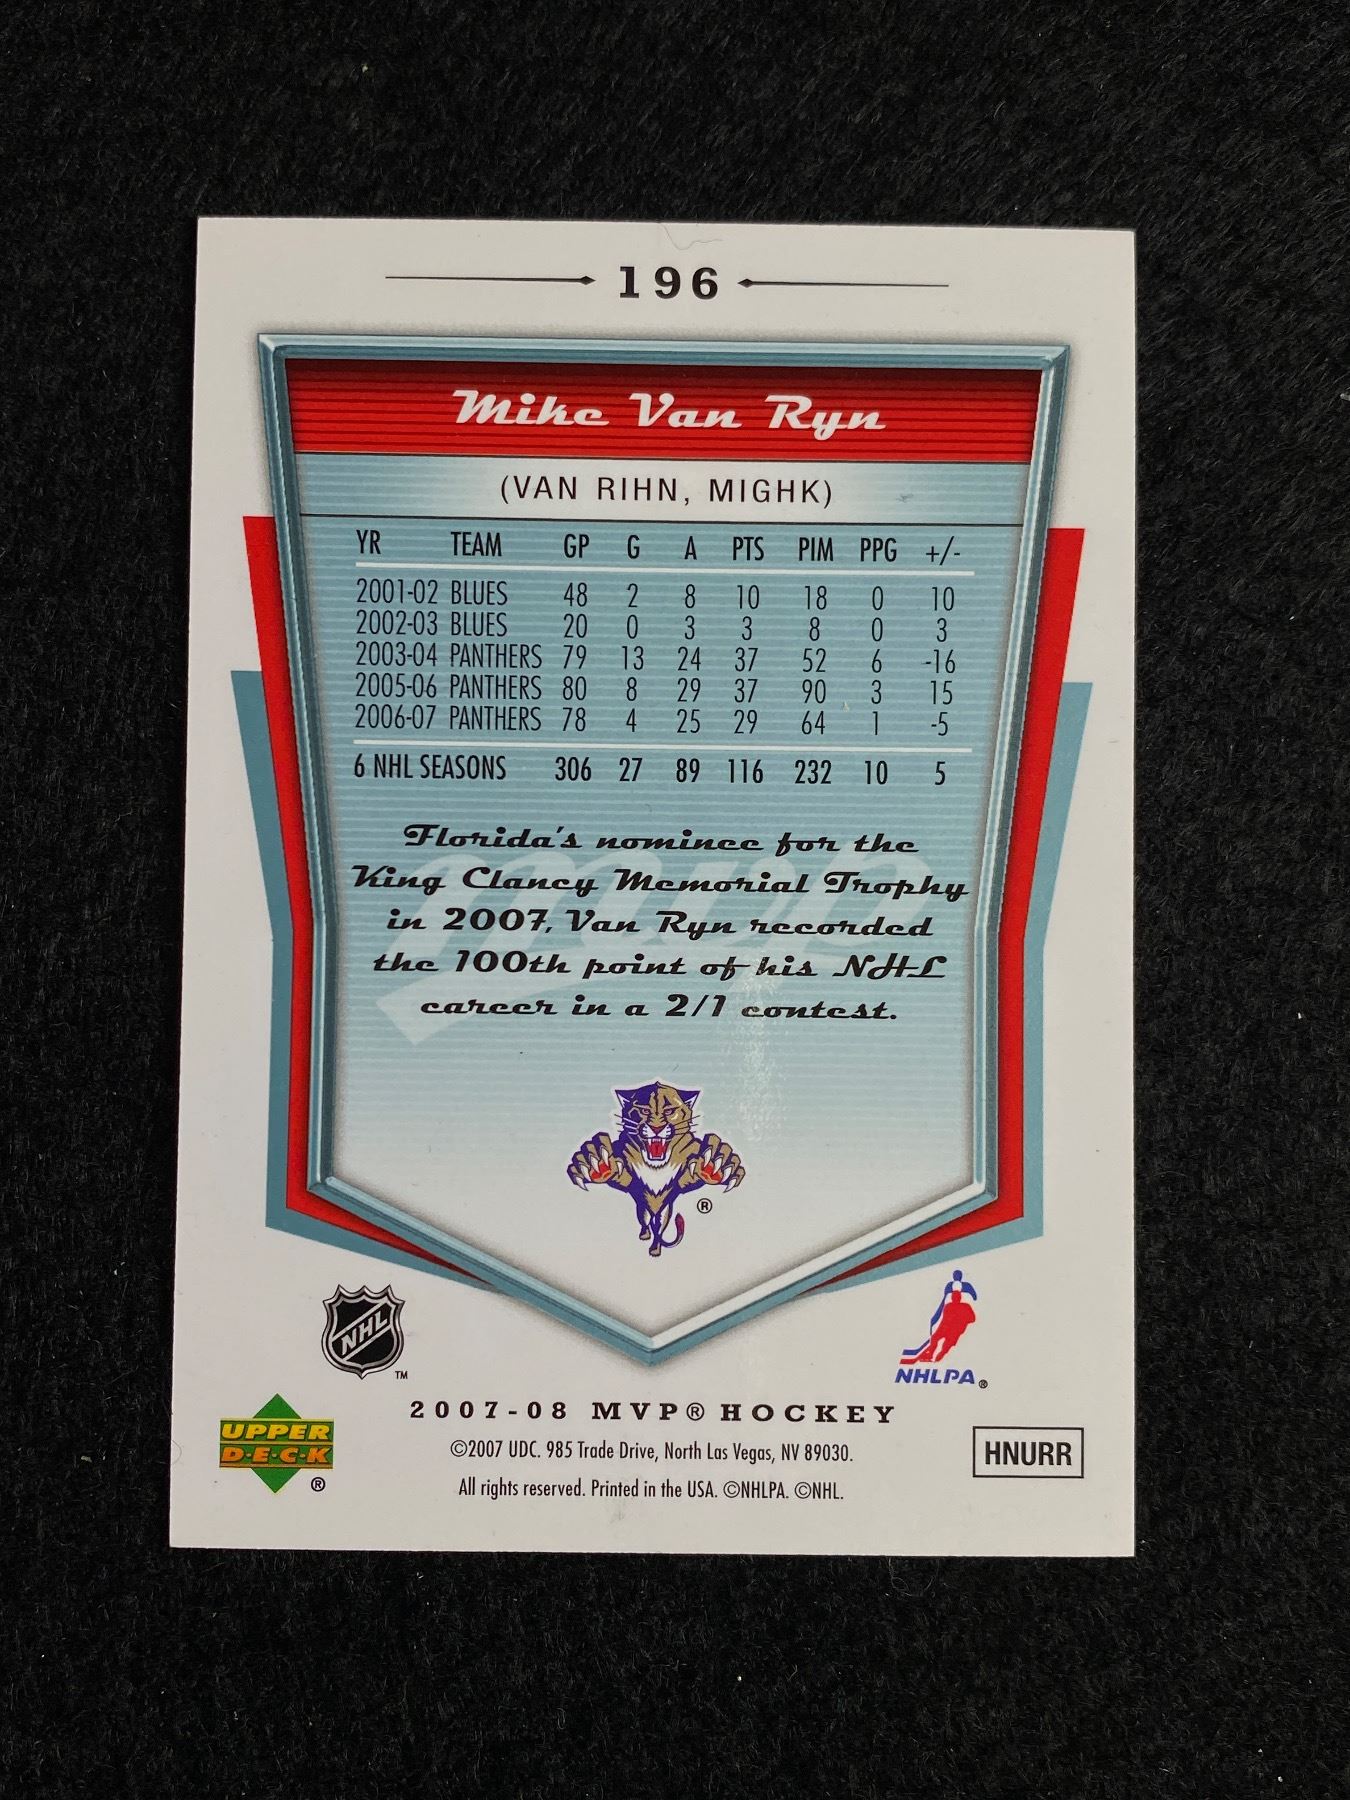 196
Mike Van Ryn
(VAN RIHN, MIGHK)
YR TEAM GP G A PTS PIM PPG +/-
2001-02 BLUES 48 2 8 10 18 0 10
2002-03 BLUES 20 0 3 3 8 0 3
2003-04 PANTHERS 79 13 24 37 52 6 -16
2005-06 PANTHERS 80 8 29 37 90 3 15
2006-07 PANTHERS 78 4 25 29 64 1 -5
6 NHL SEASONS 306 27 89 116 232 10 5
mvp
Florida's nominee for the
King Clancy Memorial Trophy
in 2007, Van Ryn recorded
the 100th point of his NHL
career in a 2/1 contest.
®
NHL ™
NHLPA ®
2007-08 MVP® HOCKEY
UPPER
D•E•C•K
®
©2007 UDC. 985 Trade Drive, North Las Vegas, NV 89030.
All rights reserved. Printed in the USA. ©NHLPA. ©NHL.
HNURR